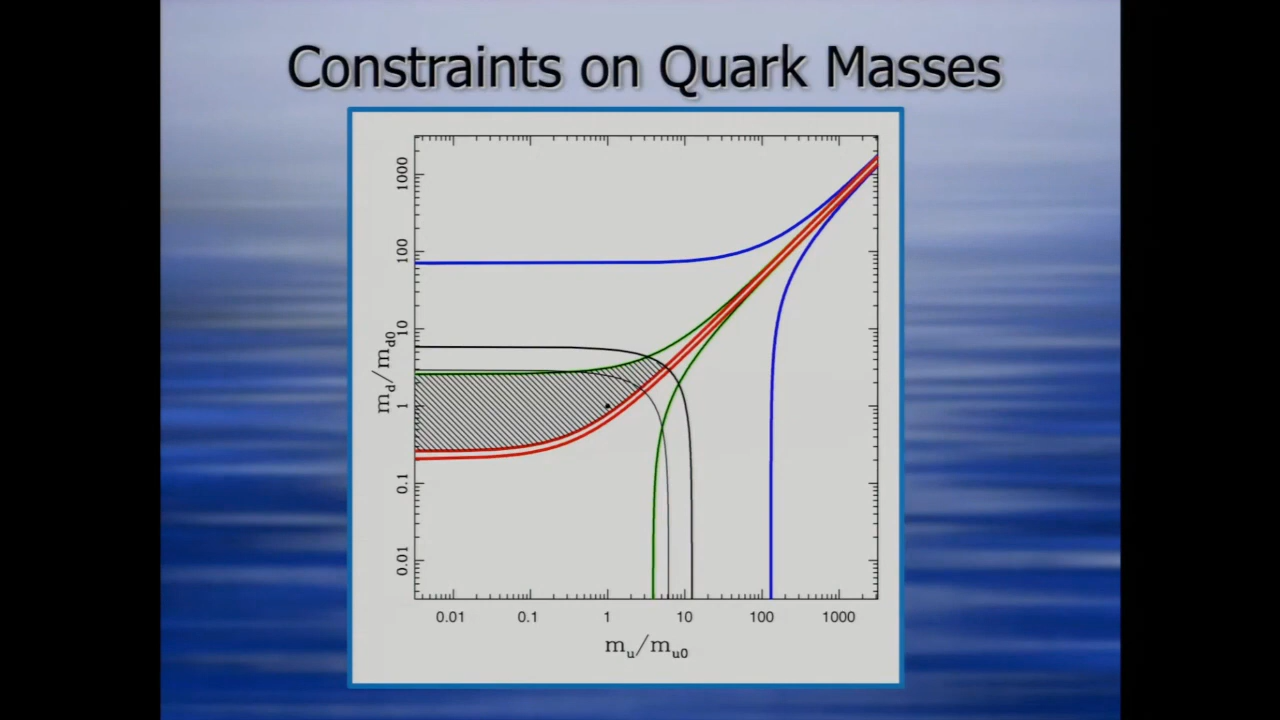 Constraints on Quark Masses
1000
100
10
1
0.1
0.01
m_d/m_d0
0.01 0.1 1 10 100 1000
m_u/m_u0